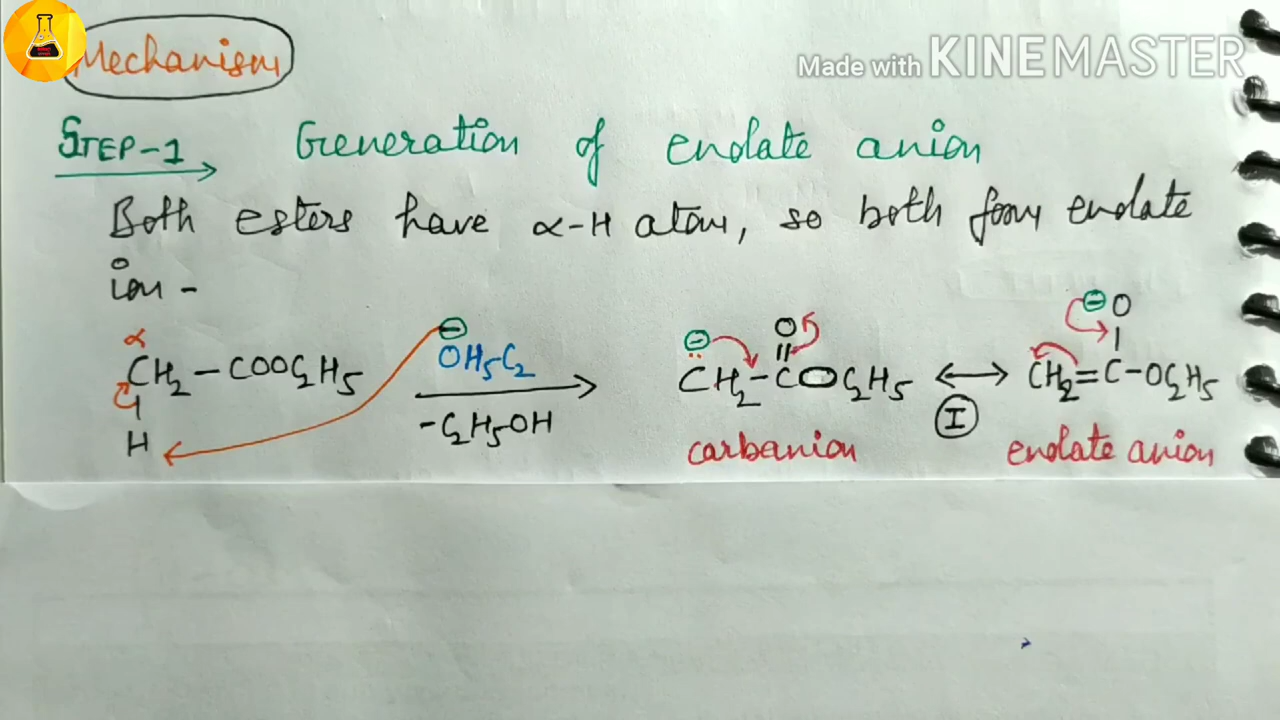 Mechanism
Made with KINEMASTER
STEP-1 Generation of enolate anion
Both esters have α-H atom, so both form enolate
ion -
α
CH₂ - COOC₂H₅
H
⊖
OH₅C₂
-C₂H₅OH
⊖ O
CH₂-C-OC₂H₅ ⟷ CH₂=C-OC₂H₅
⊖ O
I
carbanion enolate anion